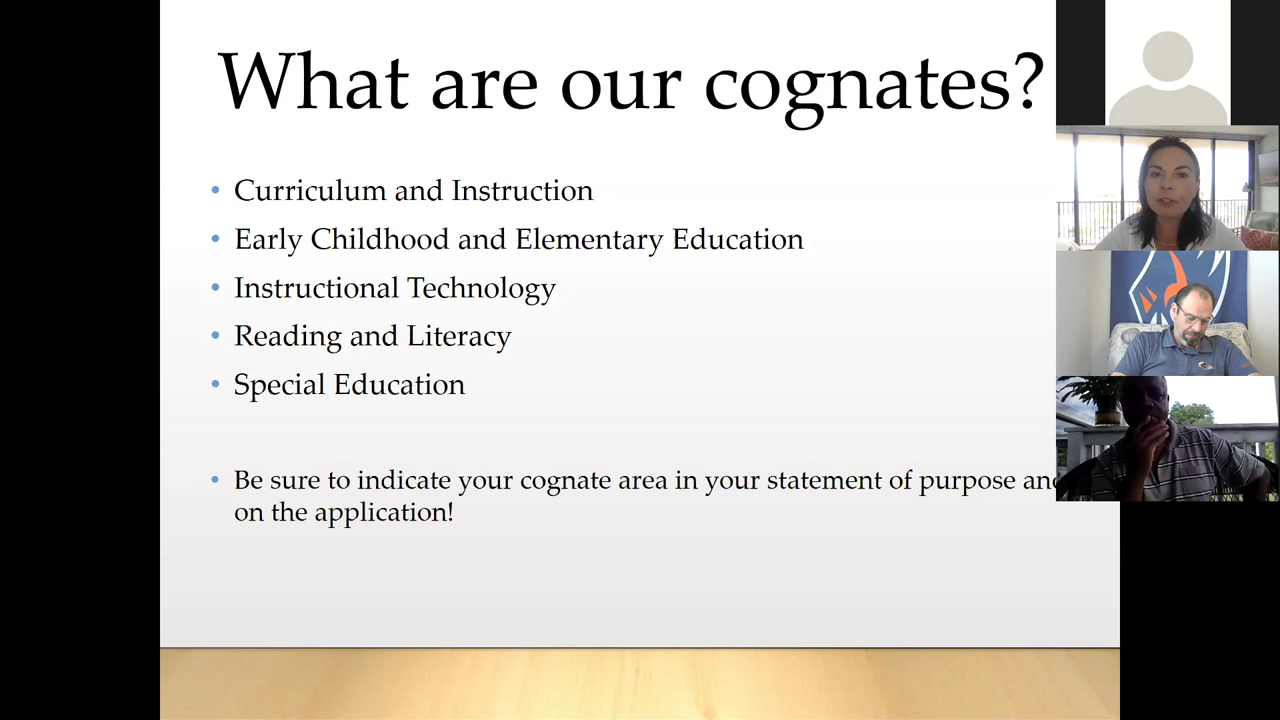 What are our cognates?
• Curriculum and Instruction
• Early Childhood and Elementary Education
• Instructional Technology
• Reading and Literacy
• Special Education
• Be sure to indicate your cognate area in your statement of purpose and
on the application!